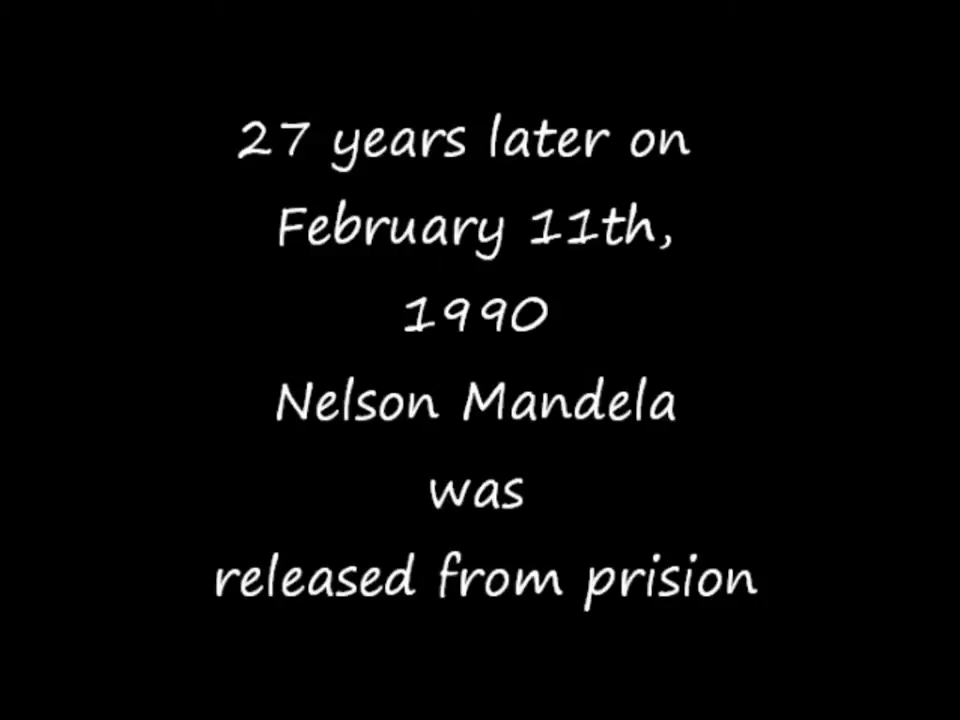 27 years later on
February 11th,
1990
Nelson Mandela
was
released from prision